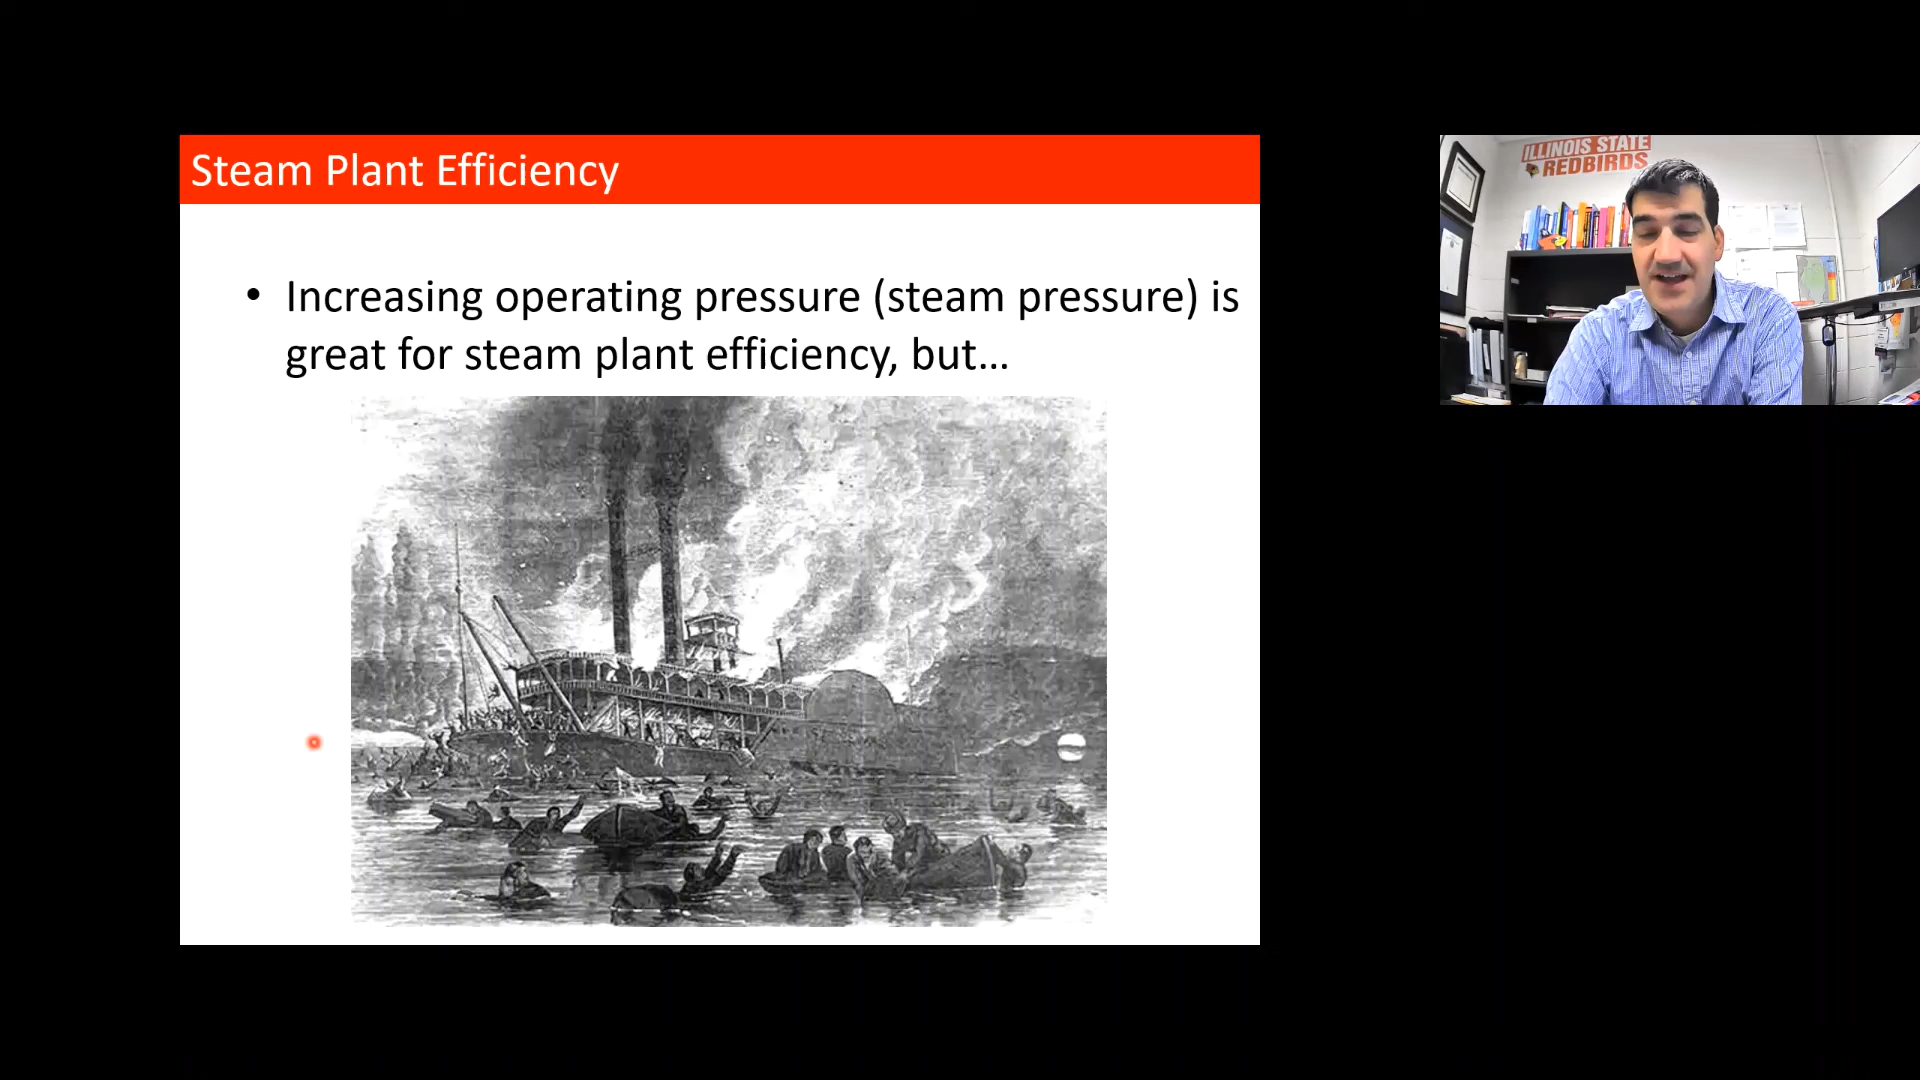 Steam Plant Efficiency
• Increasing operating pressure (steam pressure) is
great for steam plant efficiency, but…
ILLINOIS STATE
REDBIRDS